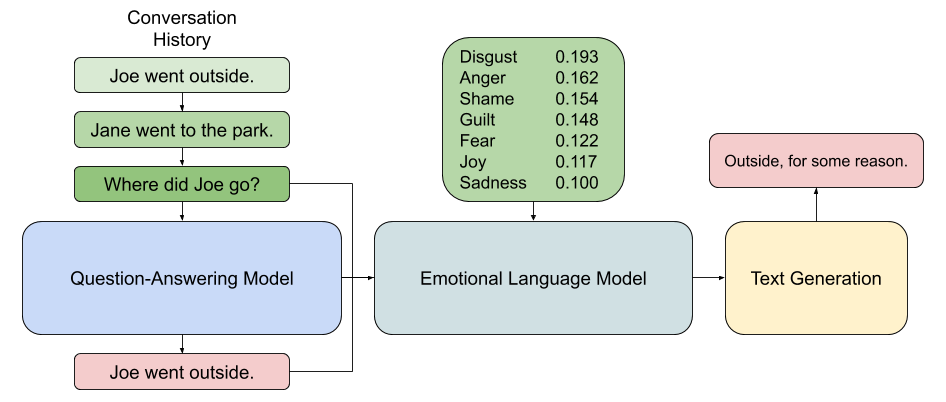 Conversation
History
Joe went outside.
Jane went to the park.
Where did Joe go?
Question-Answering Model
Joe went outside.
Disgust 0.193
Anger 0.162
Shame 0.154
Guilt 0.148
Fear 0.122
Joy 0.117
Sadness 0.100
Emotional Language Model
Outside, for some reason.
Text Generation